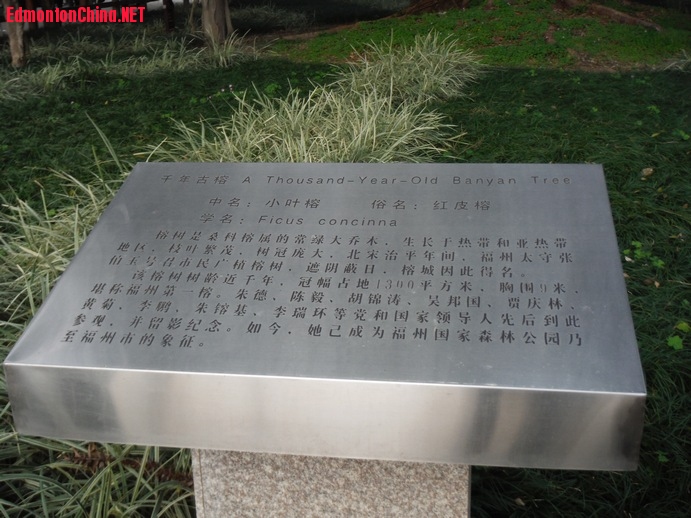 EdmontonChina.NET
千年古榕 A Thousand-Year-Old Banyan Tree
中名：小叶榕 俗名：红皮榕
学名：Ficus concinna
榕树是桑科榕属的常绿大乔木，生长于热带和亚热带
地区，枝叶繁茂，树冠庞大，北宋治平年间，福州太守张
伯玉号召市民广植榕树，遮阴蔽日，榕城因此得名。
该榕树树龄近千年，冠幅占地1300平方米，胸围9米，
堪称福州第一榕。朱德、陈毅、胡锦涛、吴邦国、贾庆林、
黄菊、李鹏、朱镕基、李瑞环等党和国家领导人先后到此
参观，并留影纪念。如今，她已成为福州国家森林公园乃
至福州市的象征。